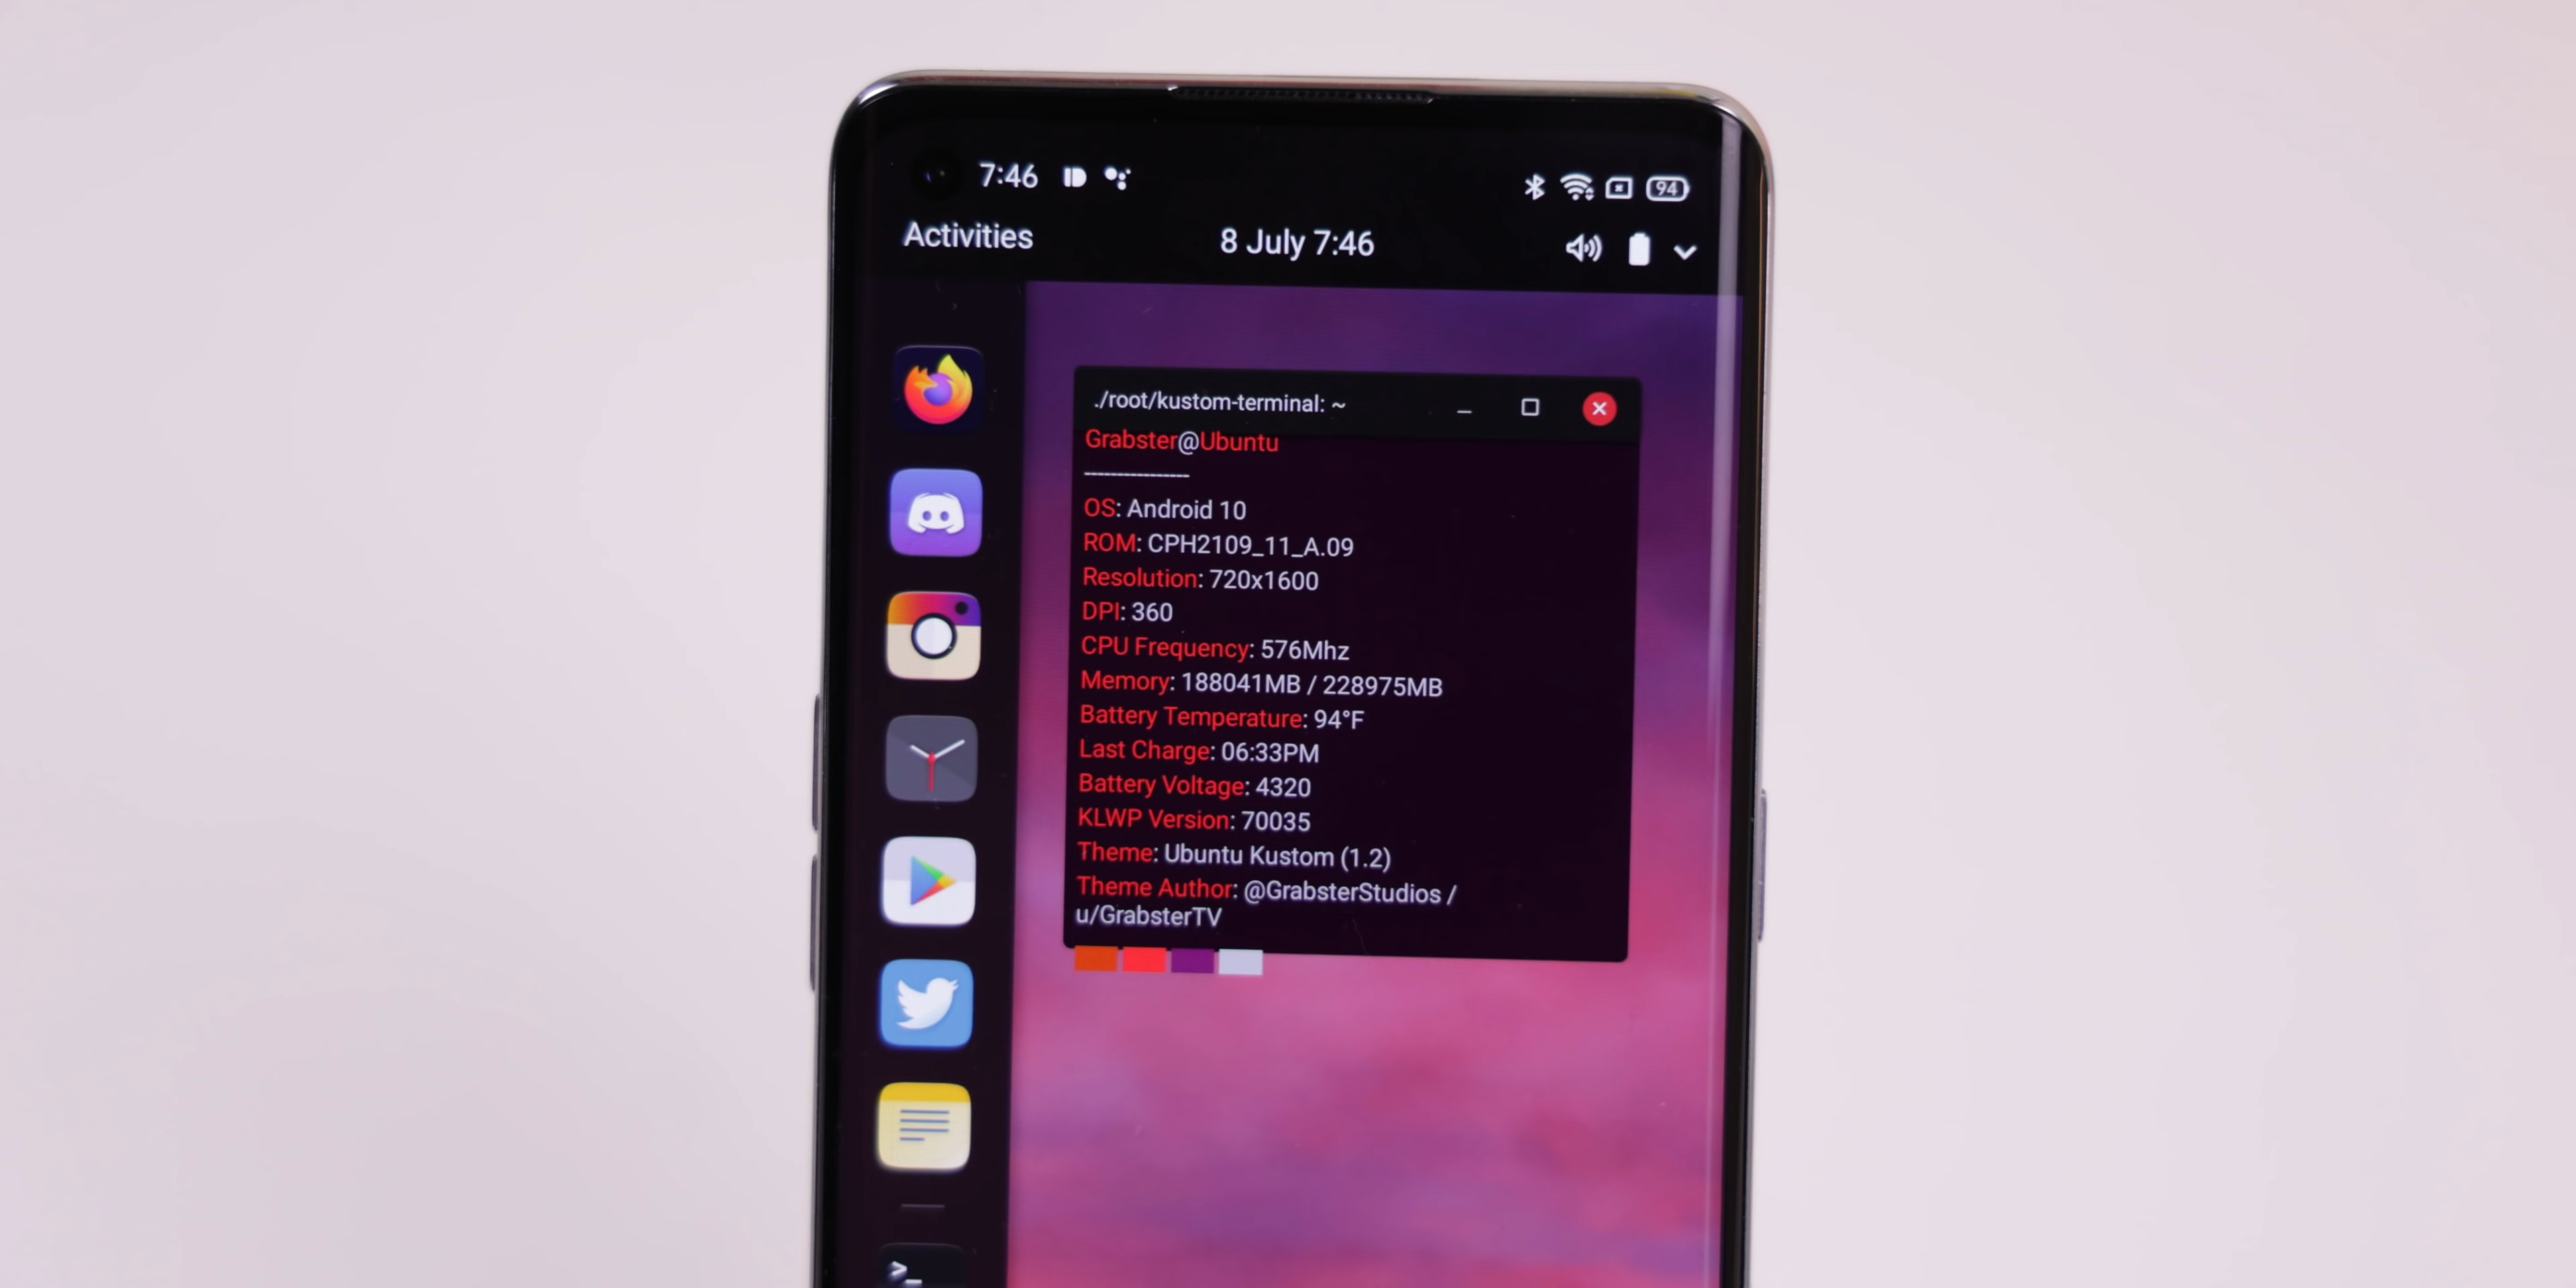 7:46
94
Activities
8 July 7:46
./root/kustom-terminal: ~
Grabster@Ubuntu
----------------
OS: Android 10
ROM: CPH2109_11_A.09
Resolution: 720x1600
DPI: 360
CPU Frequency: 576Mhz
Memory: 188041MB / 228975MB
Battery Temperature: 94°F
Last Charge: 06:33PM
Battery Voltage: 4320
KLWP Version: 70035
Theme: Ubuntu Kustom (1.2)
Theme Author: @GrabsterStudios /
u/GrabsterTV
>_